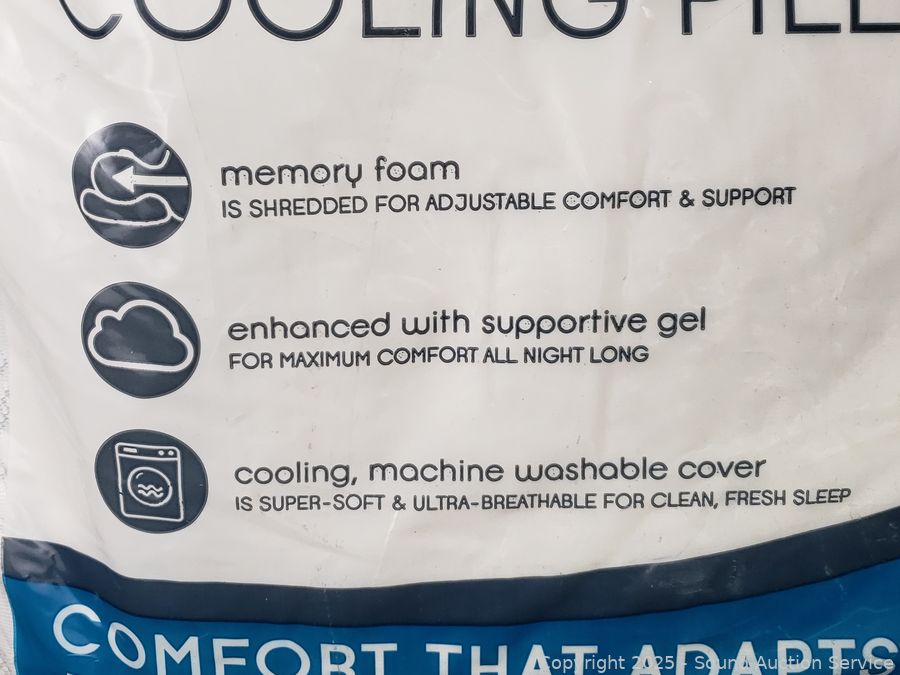 COOLING PILL
memory foam
IS SHREDDED FOR ADJUSTABLE COMFORT & SUPPORT
enhanced with supportive gel
FOR MAXIMUM COMFORT ALL NIGHT LONG
cooling, machine washable cover
IS SUPER-SOFT & ULTRA-BREATHABLE FOR CLEAN, FRESH SLEEP
COMFORT THAT ADAPTS
Copyright 2025 - Sound Auction Service